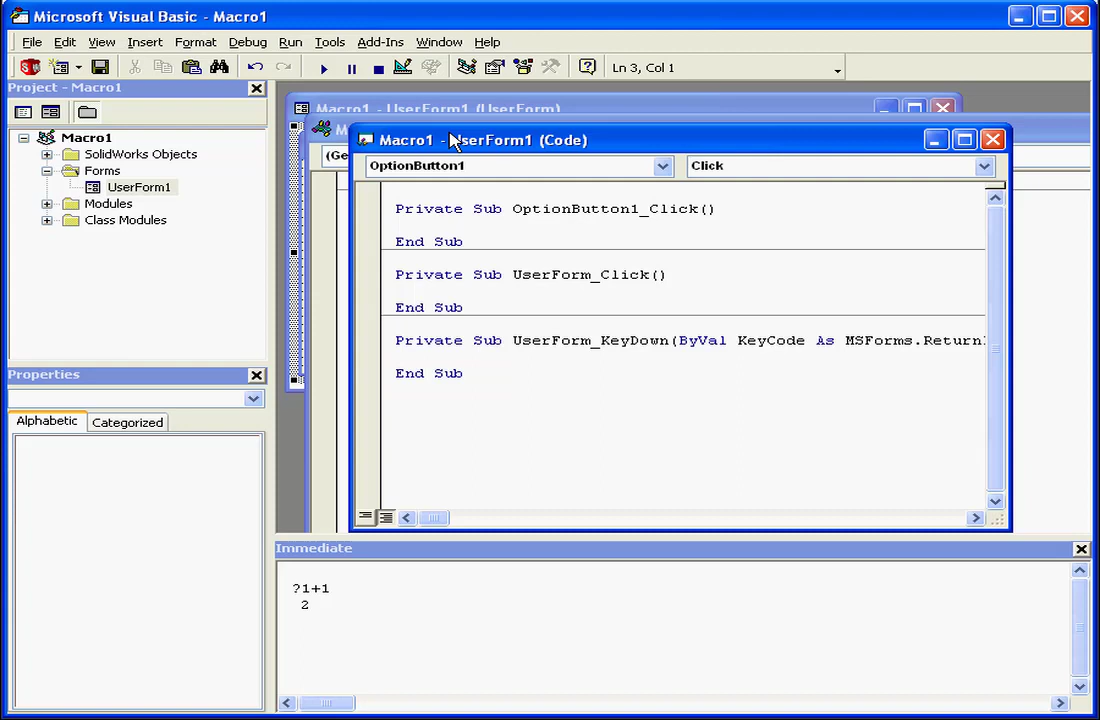 Microsoft Visual Basic - Macro1
File Edit View Insert Format Debug Run Tools Add-Ins Window Help
Ln 3, Col 1
Project - Macro1
Macro1
SolidWorks Objects
Forms
UserForm1
Modules
Class Modules
Properties
Alphabetic Categorized
Macro1 - UserForm1 (UserForm)
(Ge
Macro1 - UserForm1 (Code)
OptionButton1 Click
Private Sub OptionButton1_Click()
End Sub
Private Sub UserForm_Click()
End Sub
Private Sub UserForm_KeyDown(ByVal KeyCode As MSForms.Return
End Sub
Immediate
?1+1
2